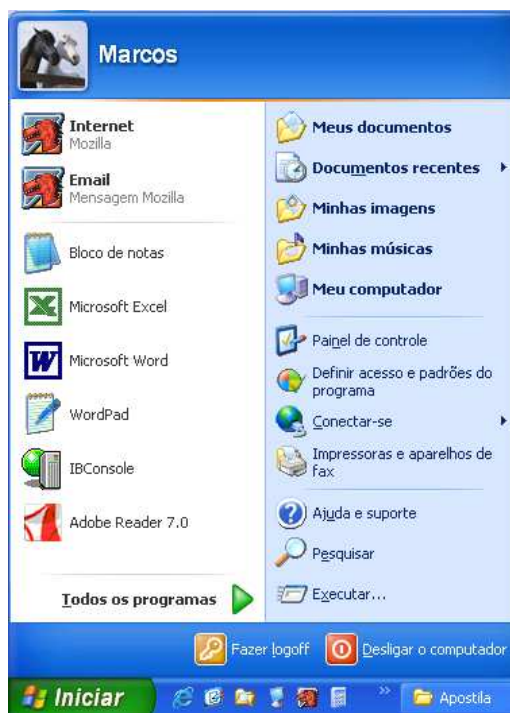 Marcos
Internet
Mozilla
Email
Mensagem Mozilla
Bloco de notas
Microsoft Excel
Microsoft Word
WordPad
IBConsole
Adobe Reader 7.0
Todos os programas
Meus documentos
Documentos recentes
Minhas imagens
Minhas músicas
Meu computador
Painel de controle
Definir acesso e padrões do
programa
Conectar-se
Impressoras e aparelhos de
fax
Ajuda e suporte
Pesquisar
Executar...
Fazer logoff
Desligar o computador
Iniciar
Apostila